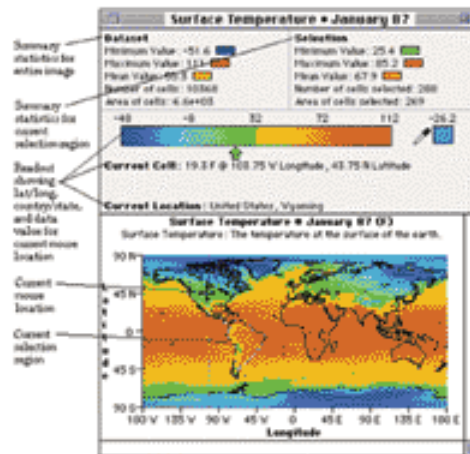 Surface Temperature ● January 87
Summary statistics for entire image
Dataset
Minimum Value: -51.6
Maximum Value: 111
Mean Value:
Number of cells: 10368
Area of cells: 6.6e+03
Selection
Minimum Value: 25.4
Maximum Value: 85.2
Mean Value: 67.9
Number of cells selected: 288
Area of cells selected: 269
Summary statistics for current selection region
-40 -8 32 72 112
-26.2
Readout showing lat/long, country/state, and data value for current mouse location
Current Cell: 19.3 F @ 108.75 W Longitude, 43.75 N Latitude
Current Location: United States, Wyoming
Surface Temperature ● January 87 (F)
Surface Temperature: The temperature at the surface of the earth.
Current mouse location
Current selection region
90 N
45 N
0
45 S
90 S
Latitude
180 W 135 W 90 W 45 W 0 45 E 90 E 135 E 180 E
Longitude